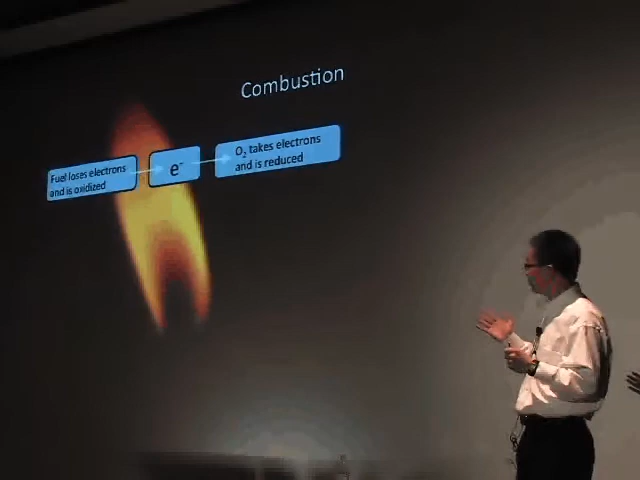 Combustion
Fuel loses electrons
and is oxidized
e⁻
O₂ takes electrons
and is reduced